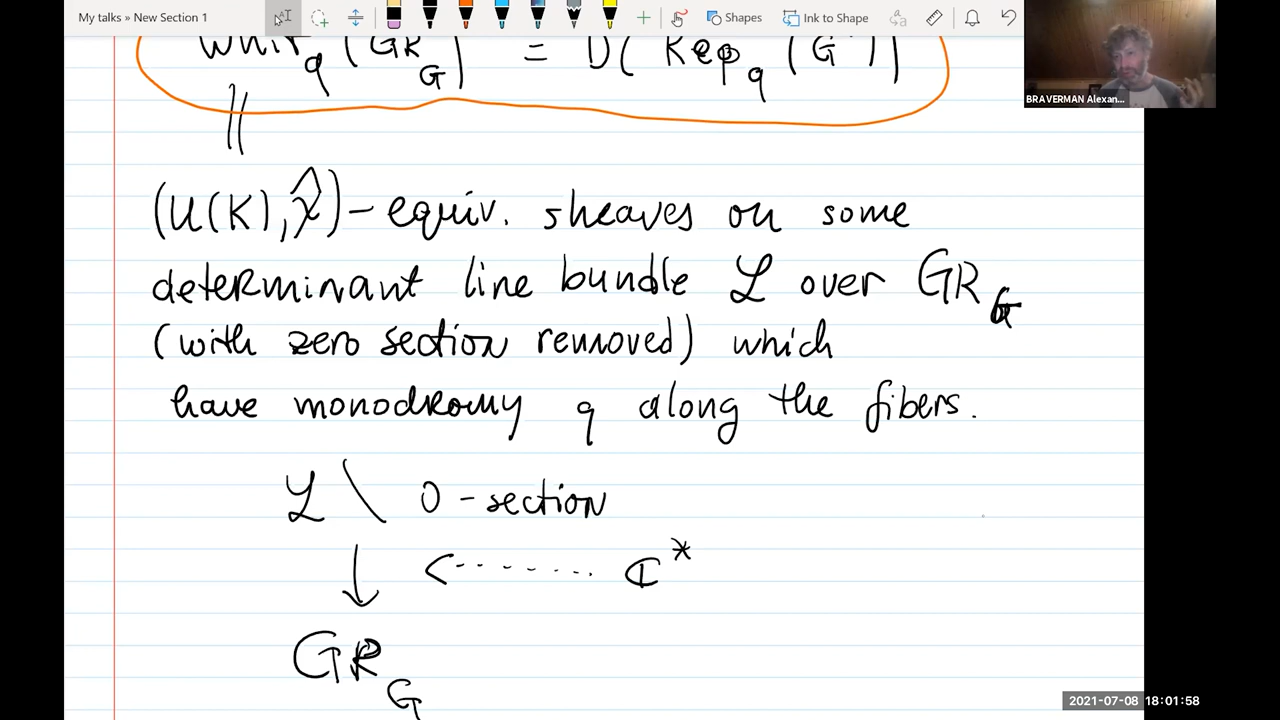 My talks » New Section 1
Shapes
Ink to Shape
Whit_q (GR_G) = D( Rep_q (G
BRAVERMAN Alexan...
(U(K), χ̂) - equiv. sheaves on some
determinant line bundle ℒ over GR_G
(with zero section removed) which
have monodromy q along the fibers.
ℒ \ 0 - section
↓ <....... ℂ*
GR_G
2021-07-08 18:01:58